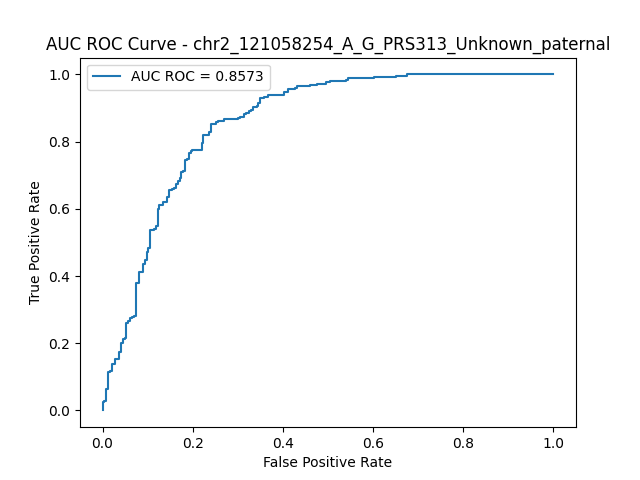 AUC ROC Curve - chr2_121058254_A_G_PRS313_Unknown_paternal
AUC ROC = 0.8573
1.0
0.8
0.6
0.4
0.2
0.0
True Positive Rate
0.0 0.2 0.4 0.6 0.8 1.0
False Positive Rate